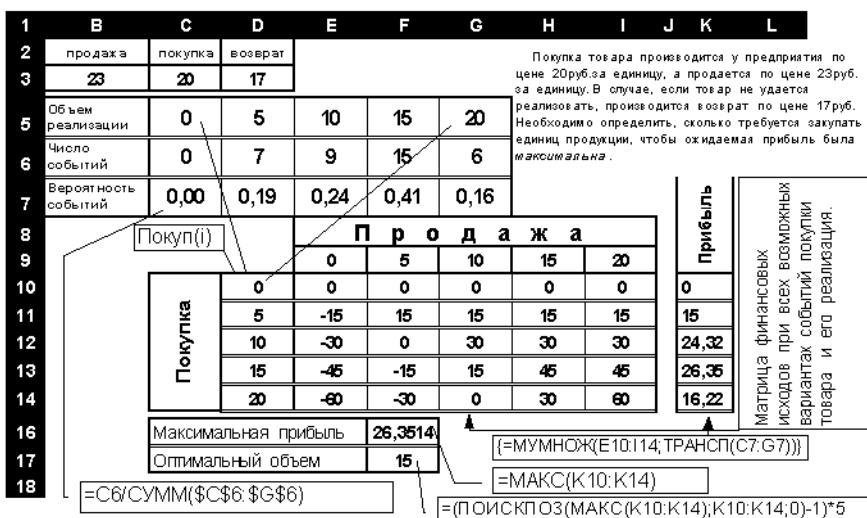 1 B C D E F G H I J K L
2 продажа покупка возврат
3 23 20 17
Покупка товара производится у предприятия по
цене 20руб.за единицу, а продается по цене 23руб.
за единицу. В случае, если товар не удается
реализовать, производится возврат по цене 17руб.
Необходимо определить, сколько требуется закупать
единиц продукции, чтобы ожидаемая прибыль была
максимальна.
5 Объем реализации 0 5 10 15 20
6 Число событий 0 7 9 15 6
7 Вероятность событий 0,00 0,19 0,24 0,41 0,16
8 Продажа
Покуп(i)
Прибыль
9 0 5 10 15 20
Покупка
10 0 0 0 0 0 0 0
11 5 -15 15 15 15 15 15
12 10 -30 0 30 30 30 24,32
13 15 -45 -15 15 45 45 26,35
14 20 -60 -30 0 30 60 16,22
Матрица финансовых
исходов при всех возможных
вариантах событий покупки
товара и его реализация.
16 Максимальная прибыль 26,3514
{=МУМНОЖ(E10:I14;ТРАНСП(C7:G7))}
17 Оптимальный объем 15
=МАКС(K10:K14)
18
=C6/СУММ($C$6:$G$6)
=(ПОИСКПОЗ(МАКС(K10:K14);K10:K14;0)-1)*5